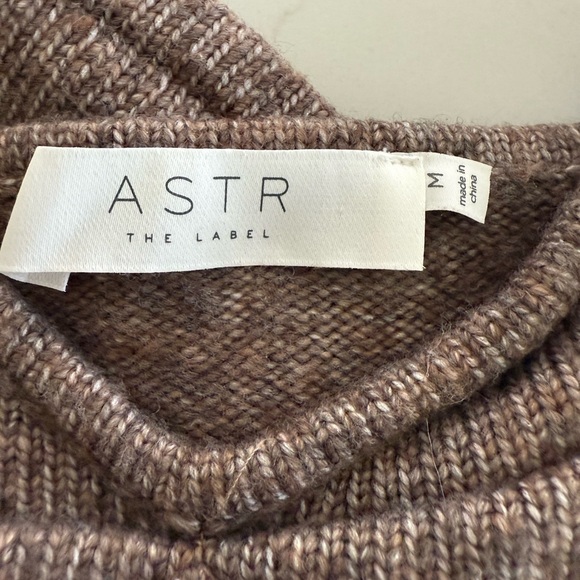 ASTR
THE LABEL
M
made in
china